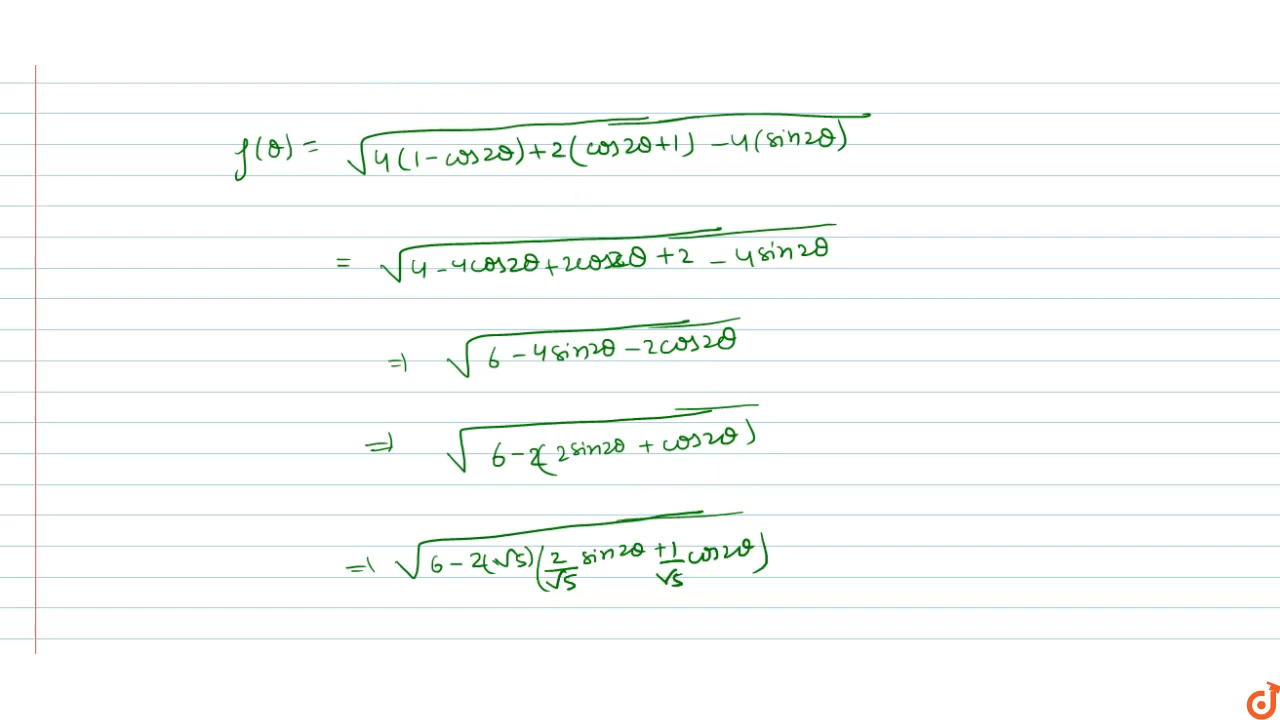 f(θ) = √(4(1-cos2θ)+2(cos2θ+1) -4(sin2θ))
= √(4-4cos2θ+2cos2θ+2 -4sin2θ)
⇒ √(6-4sin2θ-2cos2θ)
⇒ √(6-2(2sin2θ+cos2θ))
⇒ √(6-2(√5)(2/√5 sin2θ+1/√5 cos2θ))